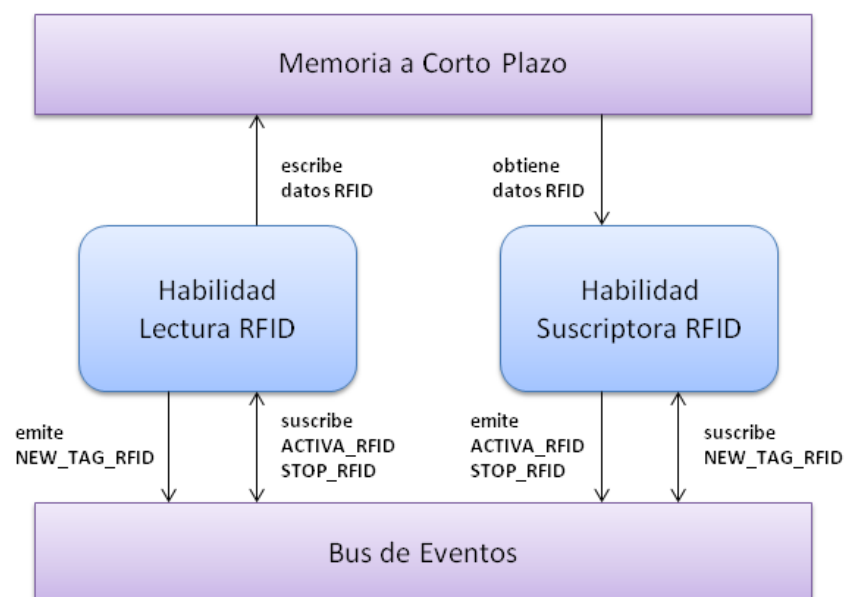 Memoria a Corto Plazo
escribe
datos RFID
obtiene
datos RFID
Habilidad
Lectura RFID
Habilidad
Suscriptora RFID
emite
NEW_TAG_RFID
suscribe
ACTIVA_RFID
STOP_RFID
emite
ACTIVA_RFID
STOP_RFID
suscribe
NEW_TAG_RFID
Bus de Eventos